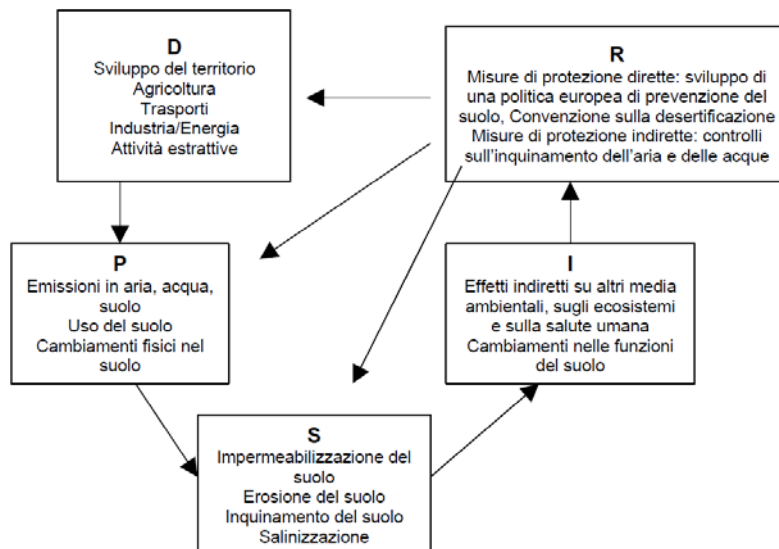 D
Sviluppo del territorio
Agricoltura
Trasporti
Industria/Energia
Attività estrattive
R
Misure di protezione dirette: sviluppo di
una politica europea di prevenzione del
suolo, Convenzione sulla desertificazione
Misure di protezione indirette: controlli
sull'inquinamento dell'aria e delle acque
P
Emissioni in aria, acqua,
suolo
Uso del suolo
Cambiamenti fisici nel
suolo
I
Effetti indiretti su altri media
ambientali, sugli ecosistemi
e sulla salute umana
Cambiamenti nelle funzioni
del suolo
S
Impermeabilizzazione del
suolo
Erosione del suolo
Inquinamento del suolo
Salinizzazione